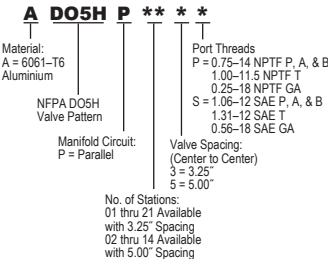 A DO5H P ** * *
Material:
A = 6061–T6
Aluminium
NFPA DO5H
Valve Pattern
Manifold Circuit:
P = Parallel
No. of Stations:
01 thru 21 Available
with 3.25″ Spacing
02 thru 14 Available
with 5.00″ Spacing
Valve Spacing:
(Center to Center)
3 = 3.25″
5 = 5.00″
Port Threads
P = 0.75–14 NPTF P, A, & B
1.00–11.5 NPTF T
0.25–18 NPTF GA
S = 1.06–12 SAE P, A, & B
1.31–12 SAE T
0.56–18 SAE GA